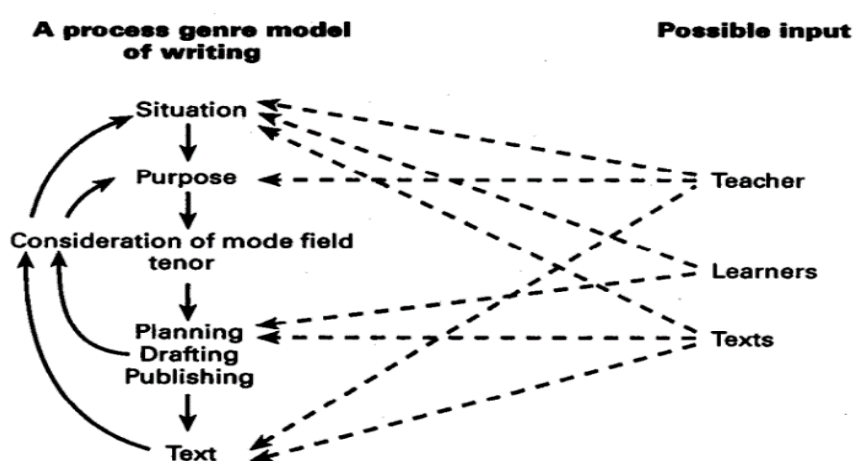 A process genre model
of writing
Possible input
Situation
Purpose
Teacher
Consideration of mode field
tenor
Learners
Planning
Drafting
Publishing
Texts
Text